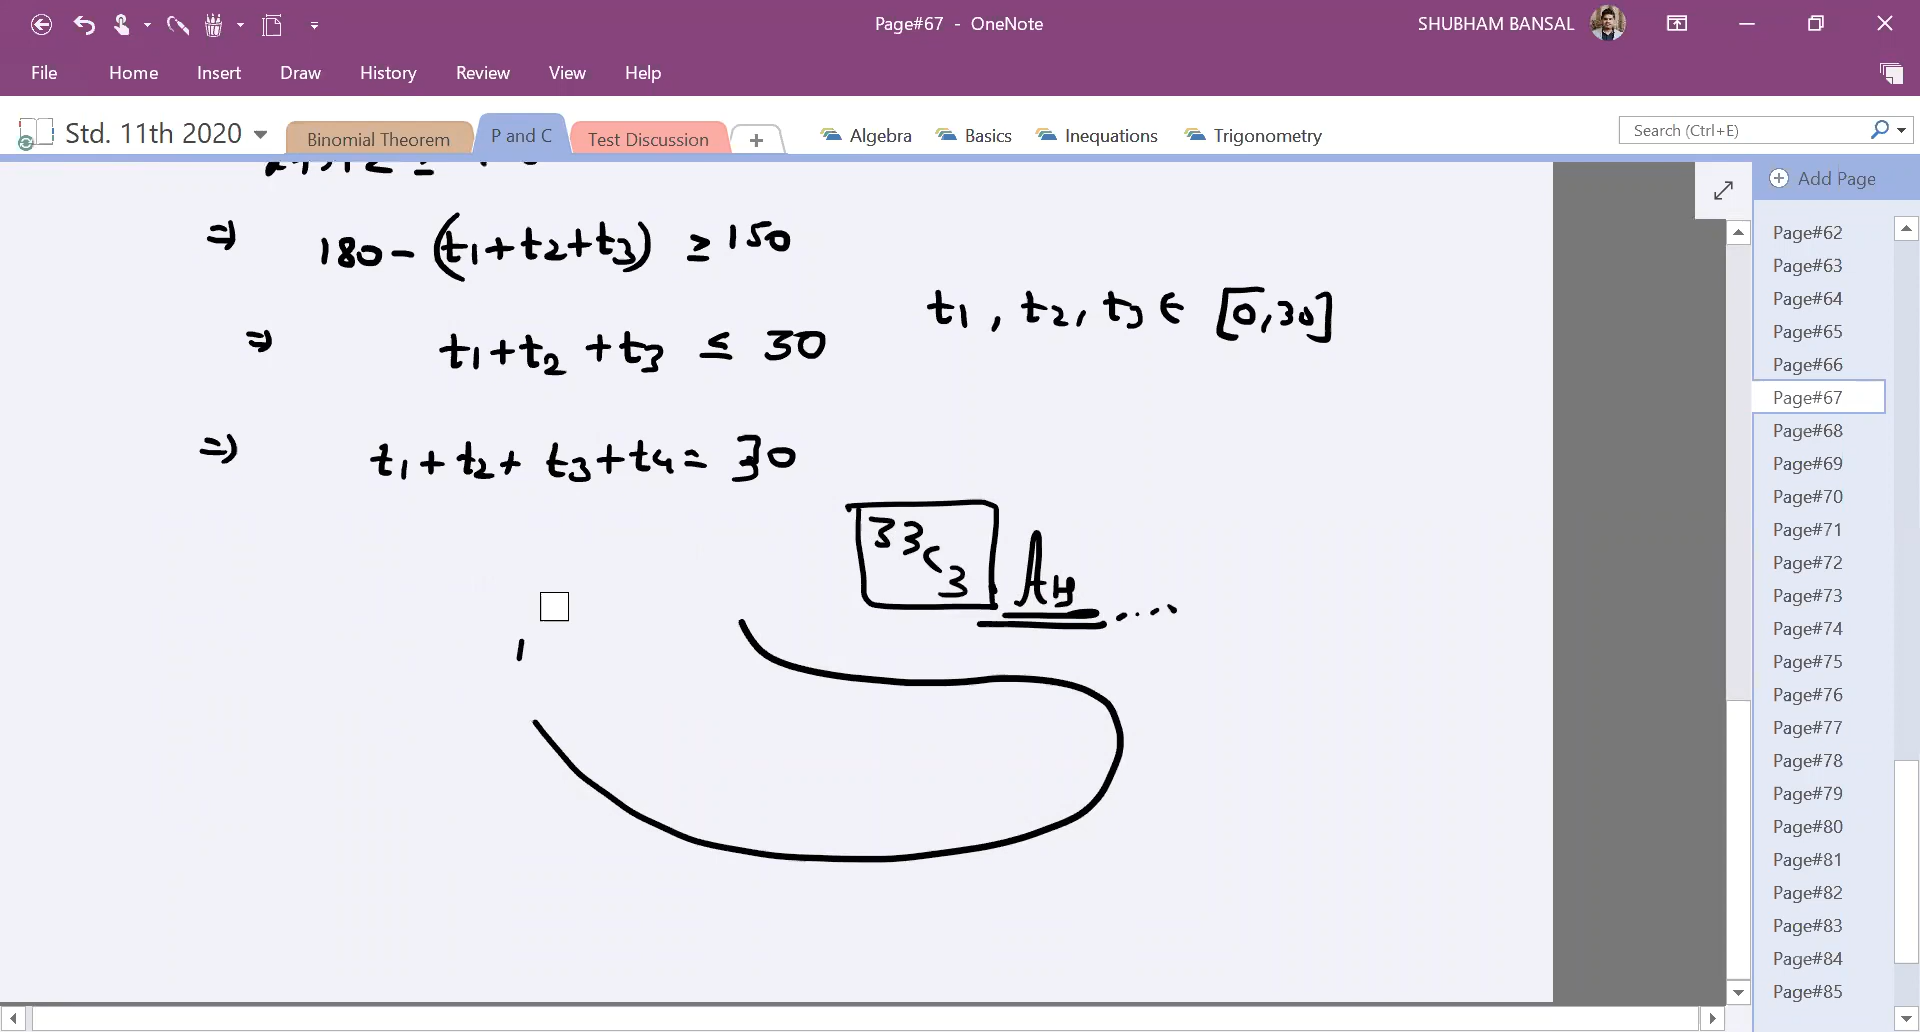 Page#67 - OneNote
SHUBHAM BANSAL
File Home Insert Draw History Review View Help
Std. 11th 2020
Binomial Theorem
P and C
Test Discussion
Algebra
Basics
Inequations
Trigonometry
Search (Ctrl+E)
Add Page
⇒ 180 - (t1+t2+t3) ≥ 150
t1, t2, t3 ∈ [0,30]
⇒ t1+t2+t3 ≤ 30
⇒ t1+t2+t3+t4 = 30
33C3
Page#62
Page#63
Page#64
Page#65
Page#66
Page#67
Page#68
Page#69
Page#70
Page#71
Page#72
Page#73
Page#74
Page#75
Page#76
Page#77
Page#78
Page#79
Page#80
Page#81
Page#82
Page#83
Page#84
Page#85